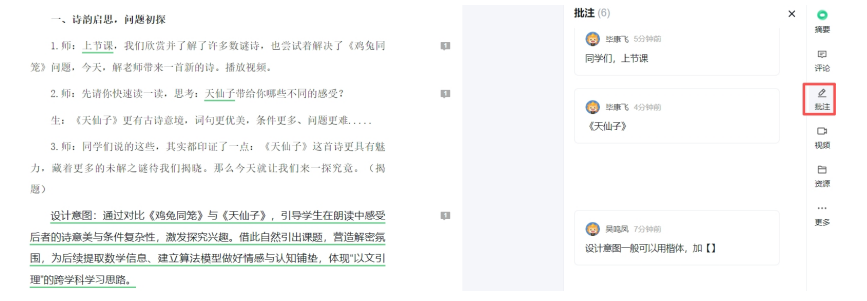 一、诗韵启思，问题初探
1.师：上节课，我们欣赏并了解了许多数谜诗，也尝试着解决了《鸡兔同
笼》问题，今天，解老师带来一首新的诗。播放视频。
2.师：先请你快速读一读，思考：天仙子带给你哪些不同的感受？
生：《天仙子》更有古诗意境，词句更优美，条件更多、问题更难.....
3.师：同学们说的这些，其实都印证了一点：《天仙子》这首诗更具有魅
力，藏着更多的未解之谜待我们揭晓。那么今天就让我们来一探究竟。（揭
题）
设计意图：通过对比《鸡兔同笼》与《天仙子》，引导学生在朗读中感受
后者的诗意美与条件复杂性，激发探究兴趣。借此自然引出课题，营造解密氛
围，为后续提取数学信息、建立算法模型做好情感与认知铺垫，体现“以文引
理”的跨学科学习思路。
1
1
1
批注 (6)
毕康飞 5分钟前
同学们，上节课
毕康飞 4分钟前
《天仙子》
吴鸣凤 7分钟前
设计意图一般可以用楷体，加【】
摘要
评论
批注
视频
资源
更多